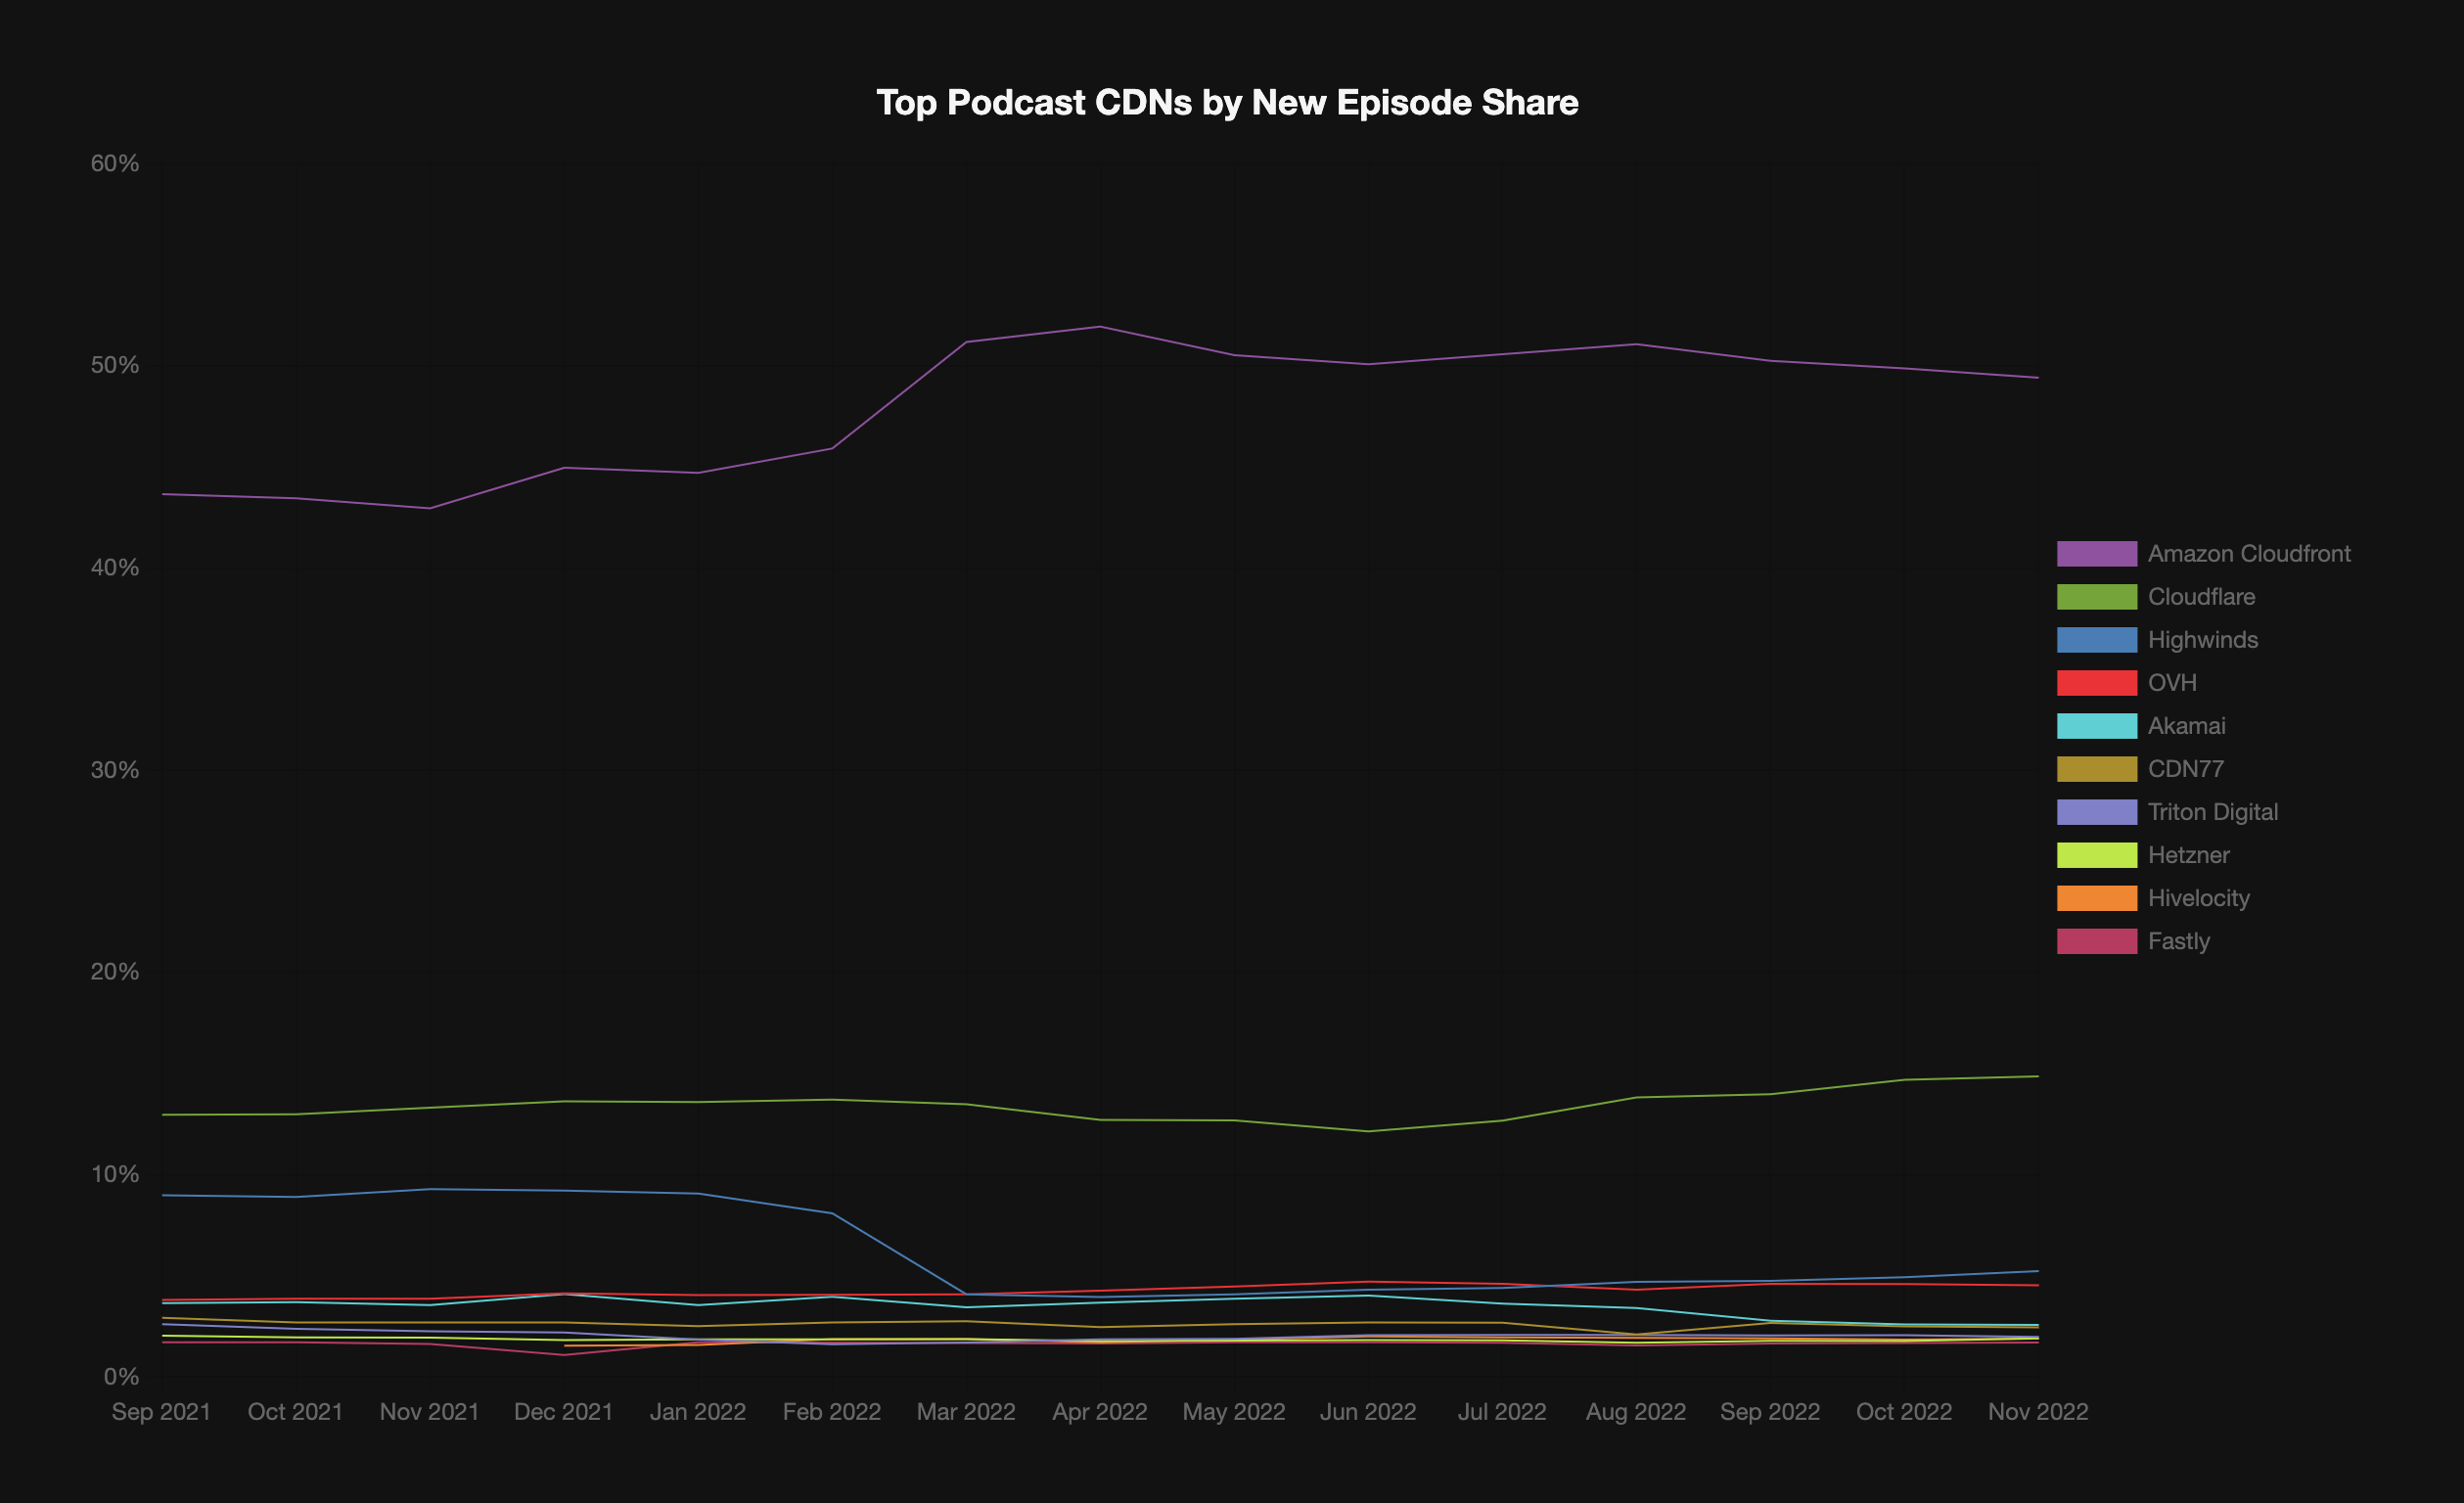 Top Podcast CDNs by New Episode Share
60%
50%
40%
30%
20%
10%
0%
Sep 2021 Oct 2021 Nov 2021 Dec 2021 Jan 2022 Feb 2022 Mar 2022 Apr 2022 May 2022 Jun 2022 Jul 2022 Aug 2022 Sep 2022 Oct 2022 Nov 2022
Amazon Cloudfront
Cloudflare
Highwinds
OVH
Akamai
CDN77
Triton Digital
Hetzner
Hivelocity
Fastly